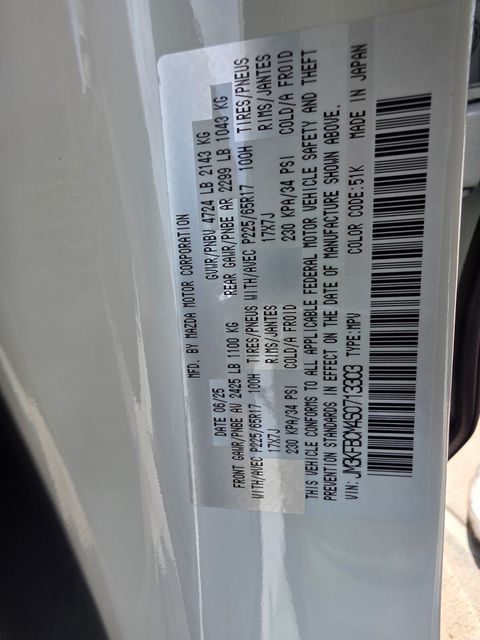 MFD. BY MAZDA MOTOR CORPORATION
DATE 06/25 GVWR/PNBV 4724 LB 2143 KG
FRONT GAWR/PNBE AV 2425 LB 1100 KG REAR GAWR/PNBE AR 2299 LB 1043 KG
WITH/AVEC P225/65R17 100H TIRES/PNEUS WITH/AVEC P225/65R17 100H TIRES/PNEUS
17X7J RIMS/JANTES 17X7J RIMS/JANTES
230 KPA/34 PSI COLD/A FROID 230 KPA/34 PSI COLD/A FROID
THIS VEHICLE CONFORMS TO ALL APPLICABLE FEDERAL MOTOR VEHICLE SAFETY AND THEFT
PREVENTION STANDARDS IN EFFECT ON THE DATE OF MANUFACTURE SHOWN ABOVE.
VIN: JM3KFBCM4S0713303 TYPE:MPV COLOR CODE:51K MADE IN JAPAN